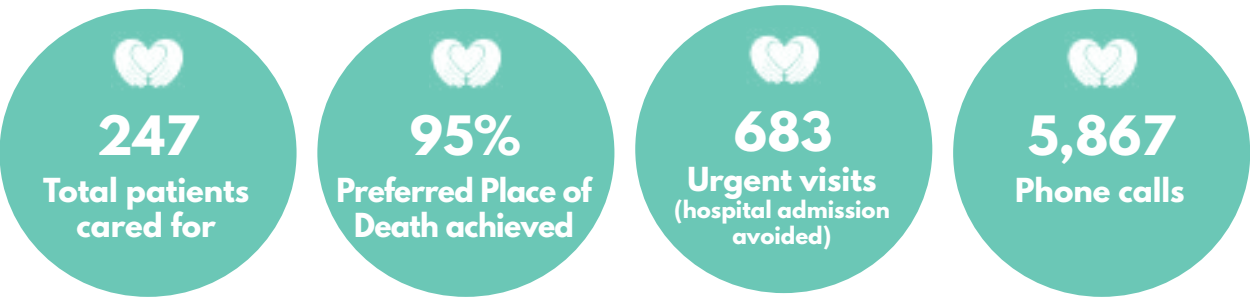 247
Total patients
cared for
95%
Preferred Place of
Death achieved
683
Urgent visits
(hospital admission
avoided)
5,867
Phone calls